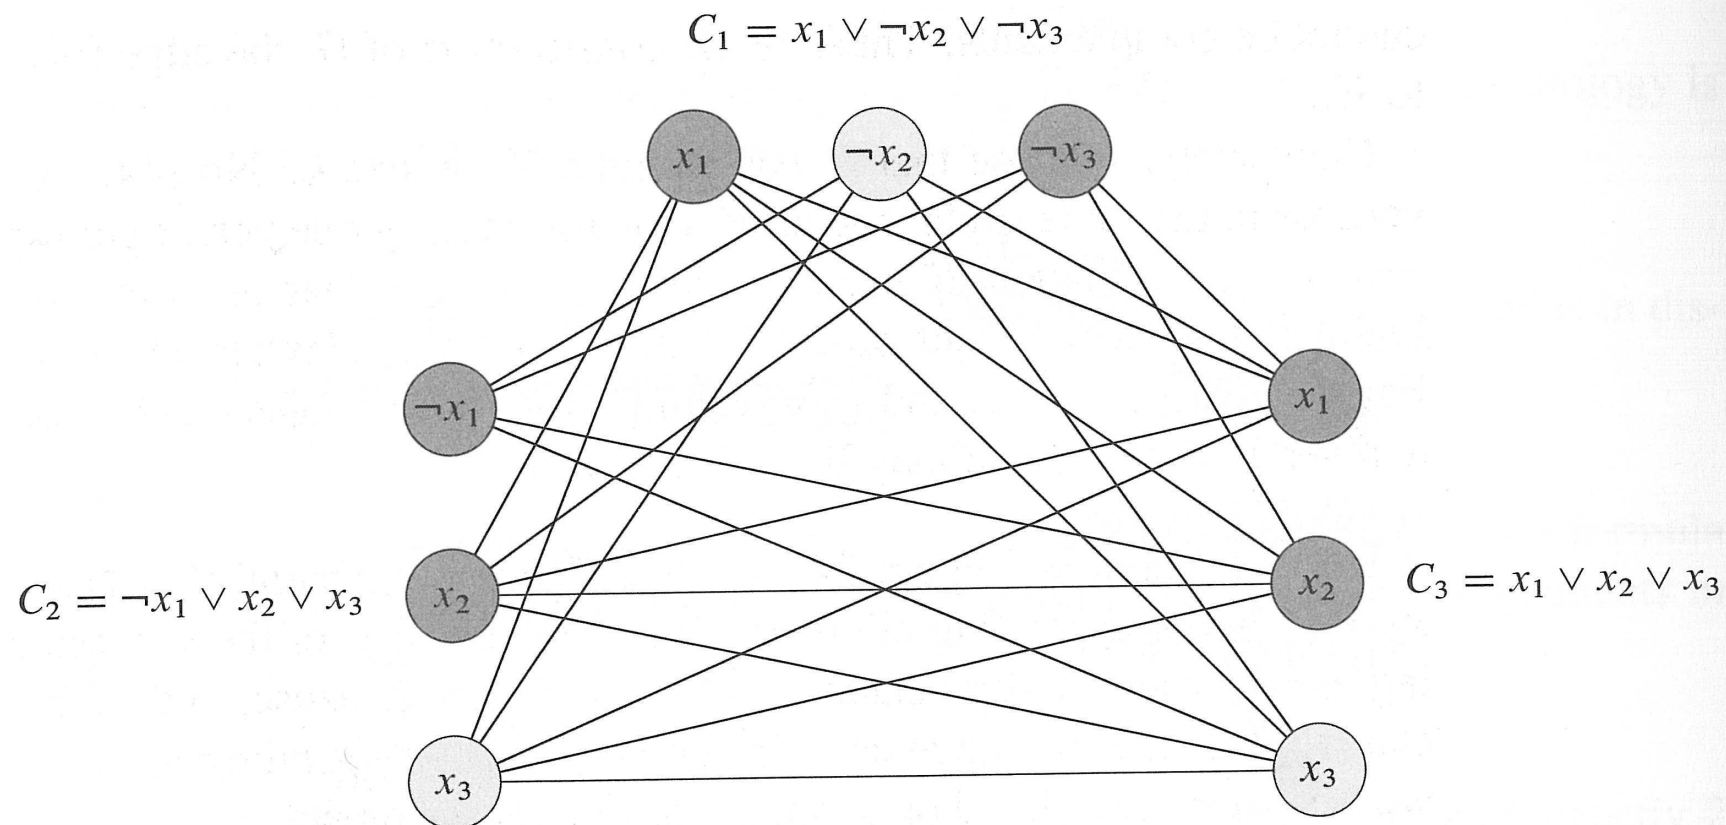 C₁ = x₁ ∨ ¬x₂ ∨ ¬x₃
x₁ ¬x₂ ¬x₃
¬x₁ x₁
C₂ = ¬x₁ ∨ x₂ ∨ x₃ x₂ x₂ C₃ = x₁ ∨ x₂ ∨ x₃
x₃ x₃